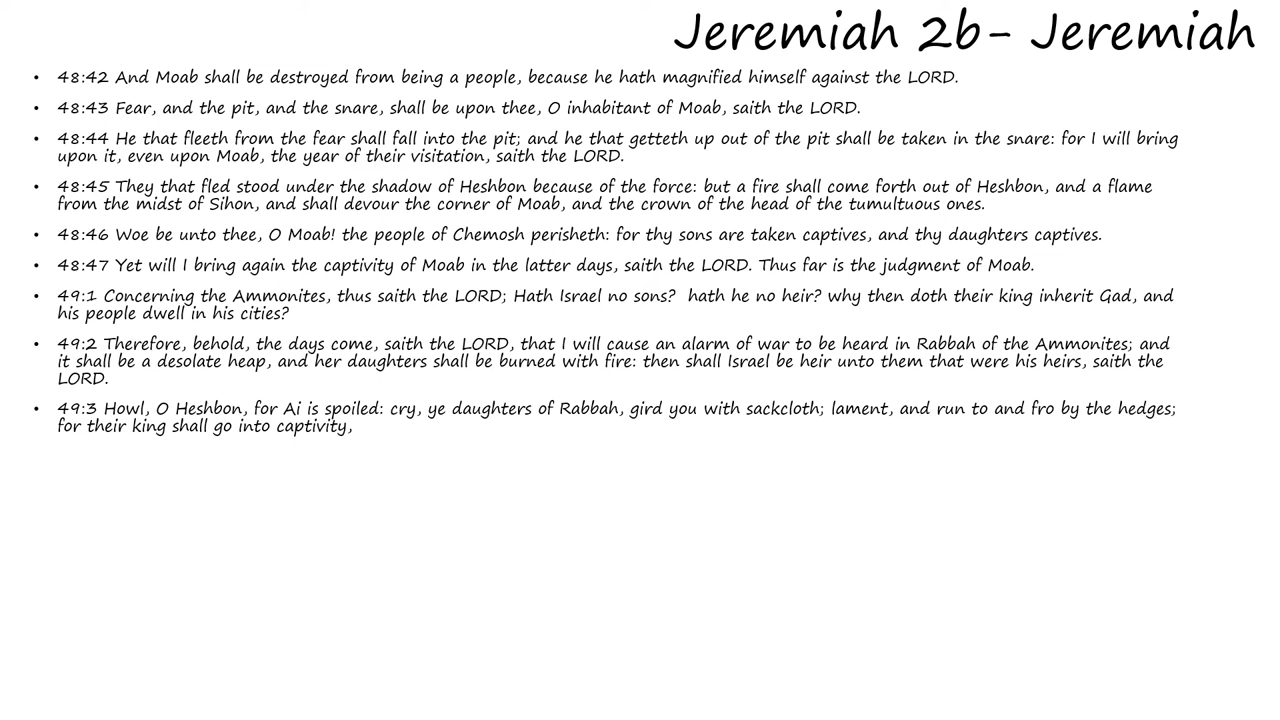 Jeremiah 2b- Jeremiah
• 48:42 And Moab shall be destroyed from being a people, because he hath magnified himself against the LORD.
• 48:43 Fear, and the pit, and the snare, shall be upon thee, O inhabitant of Moab, saith the LORD.
• 48:44 He that fleeth from the fear shall fall into the pit; and he that getteth up out of the pit shall be taken in the snare: for I will bring
upon it, even upon Moab, the year of their visitation, saith the LORD.
• 48:45 They that fled stood under the shadow of Heshbon because of the force: but a fire shall come forth out of Heshbon, and a flame
from the midst of Sihon, and shall devour the corner of Moab, and the crown of the head of the tumultuous ones.
• 48:46 Woe be unto thee, O Moab! the people of Chemosh perisheth: for thy sons are taken captives, and thy daughters captives.
• 48:47 Yet will I bring again the captivity of Moab in the latter days, saith the LORD. Thus far is the judgment of Moab.
• 49:1 Concerning the Ammonites, thus saith the LORD; Hath Israel no sons?  hath he no heir? why then doth their king inherit Gad, and
his people dwell in his cities?
• 49:2 Therefore, behold, the days come, saith the LORD, that I will cause an alarm of war to be heard in Rabbah of the Ammonites; and
it shall be a desolate heap, and her daughters shall be burned with fire: then shall Israel be heir unto them that were his heirs, saith the
LORD.
• 49:3 Howl, O Heshbon, for Ai is spoiled: cry, ye daughters of Rabbah, gird you with sackcloth; lament, and run to and fro by the hedges;
for their king shall go into captivity,